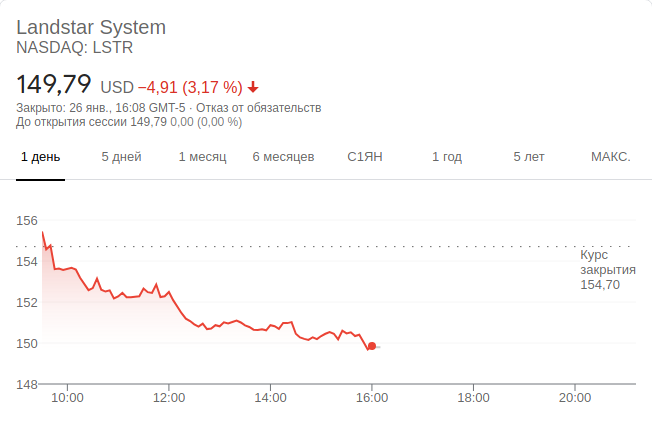 Landstar System
NASDAQ: LSTR
149,79 USD −4,91 (3,17 %)
Закрыто: 26 янв., 16:08 GMT-5 · Отказ от обязательств
До открытия сессии 149,79 0,00 (0,00 %)
1 день 5 дней 1 месяц 6 месяцев С1ЯН 1 год 5 лет МАКС.
156
154
152
150
148
Курс
закрытия
154,70
10:00 12:00 14:00 16:00 18:00 20:00